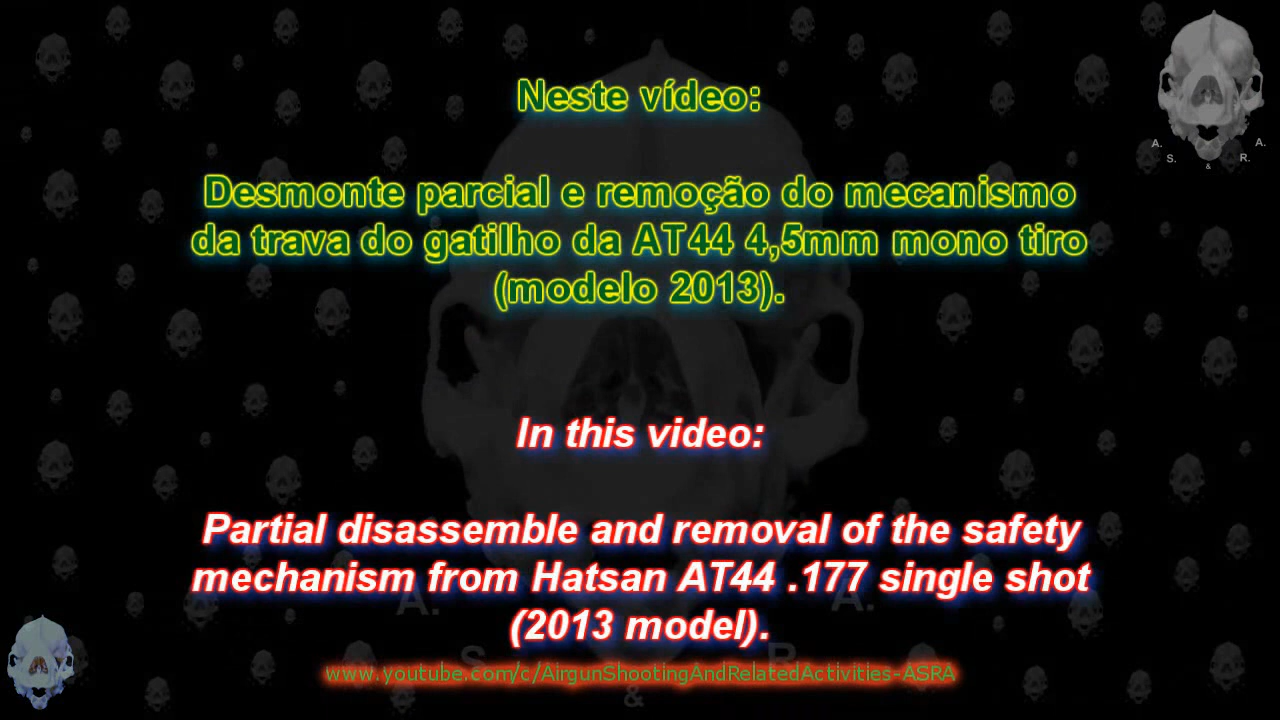 Neste vídeo:
Desmonte parcial e remoção do mecanismo
da trava do gatilho da AT44 4,5mm mono tiro
(modelo 2013).
In this video:
Partial disassemble and removal of the safety
mechanism from Hatsan AT44 .177 single shot
(2013 model).
www.youtube.com/c/AirgunShootingAndRelatedActivities-ASRA
A. A.
S. R.
&
A. A.
S. R.
&